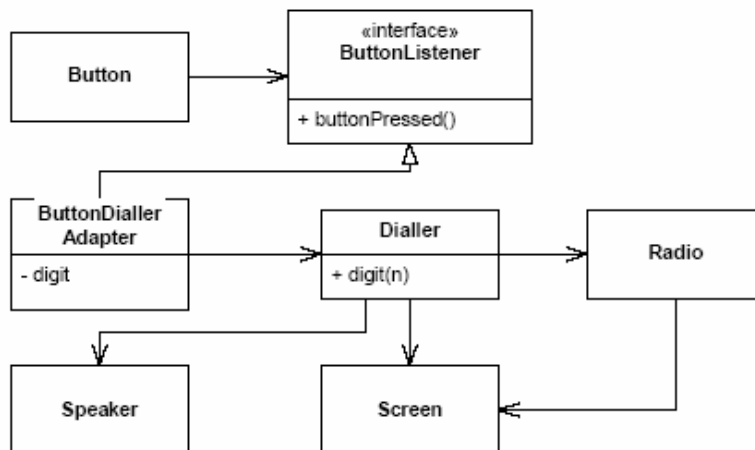 «interface»
ButtonListener
Button
+ buttonPressed()
ButtonDialler
Adapter
- digit
Dialler
+ digit(n)
Radio
Speaker
Screen